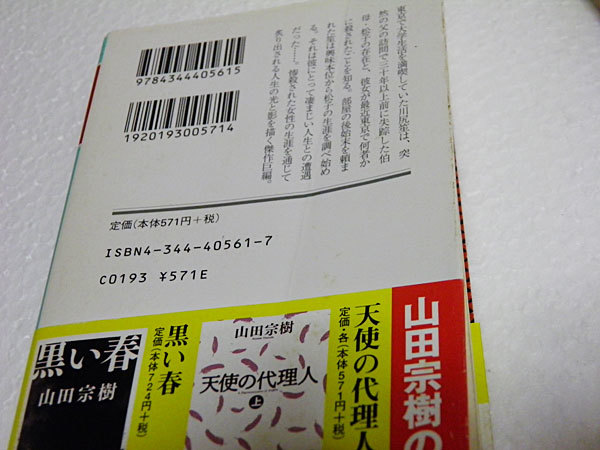 東京で大学生活を満喫していた川尻笙は、突
然の父の訪問で三十年以上前に失踪した伯
母・松子の存在と、彼女が最近東京で何者か
に殺されたことを知る。部屋の後始末を頼ま
れた笙は興味本位から松子の生涯を調べ始め
る。それは彼にとって凄まじい人生との遭遇
だった……。惨殺された女性の生涯を通じて
炙り出される人生の光と影を描く傑作巨編。
9784344405615
1920193005714
定価(本体571円+税)
ISBN4-344-40561-7
C0193 ¥571E
山田宗樹の
天使の代理人
定価・各(本体571円+税)
山田宗樹
天使の代理人
上
黒い春
定価(本体724円+税)
黒い春
山田宗樹